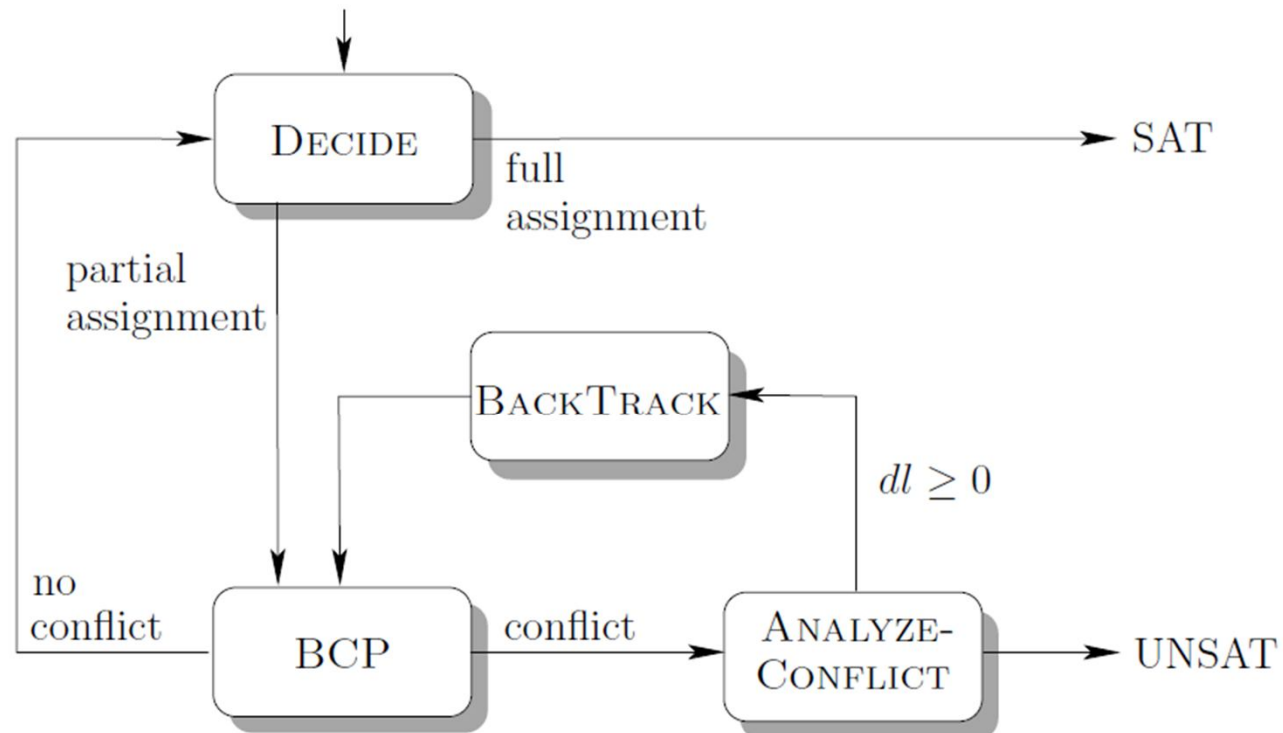 DECIDE
SAT
full
assignment
partial
assignment
BACKTRACK
dl ≥ 0
no
conflict
BCP
conflict
ANALYZE-
CONFLICT
UNSAT